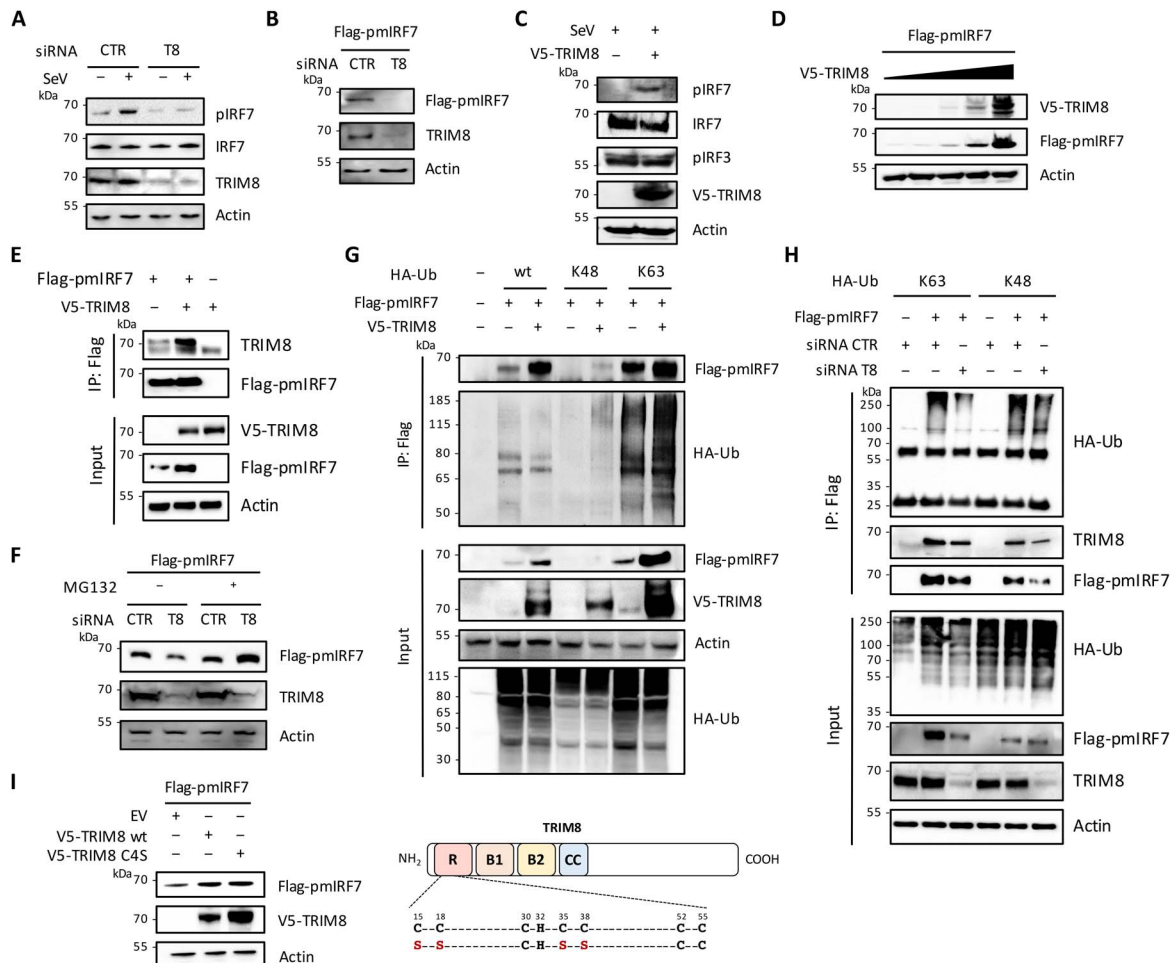 A
siRNA CTR T8
SeV – + – +
kDa
70 pIRF7
70 IRF7
70 TRIM8
55 Actin
B
Flag-pmIRF7
siRNA CTR T8
kDa
70 Flag-pmIRF7
70 TRIM8
55 Actin
C
SeV + +
V5-TRIM8 – +
kDa
70 pIRF7
70 IRF7
55 pIRF3
70 V5-TRIM8
55 Actin
D
Flag-pmIRF7
V5-TRIM8
kDa
70 V5-TRIM8
70 Flag-pmIRF7
55 Actin
E
Flag-pmIRF7 + + –
V5-TRIM8 – + +
kDa
IP: Flag
70 TRIM8
70 Flag-pmIRF7
Input
70 V5-TRIM8
70 Flag-pmIRF7
55 Actin
F
Flag-pmIRF7
MG132 – +
siRNA CTR T8 CTR T8
kDa
70 Flag-pmIRF7
70 TRIM8
55 Actin
G
HA-Ub – wt K48 K63
Flag-pmIRF7 – + + + + + +
V5-TRIM8 – – + – + – +
kDa
IP: Flag
70 Flag-pmIRF7
185
115
80 HA-Ub
65
50
Input
70 Flag-pmIRF7
70 V5-TRIM8
55 Actin
115
80
65 HA-Ub
50
30
H
HA-Ub K63 K48
Flag-pmIRF7 – + + – + +
siRNA CTR + + – + + –
siRNA T8 – – + – – +
kDa
IP: Flag
250
100
70 HA-Ub
55
35
25
70 TRIM8
70 Flag-pmIRF7
Input
250
100 HA-Ub
70
55
35
70 Flag-pmIRF7
70 TRIM8
55 Actin
I
Flag-pmIRF7
EV + – –
V5-TRIM8 wt – + –
V5-TRIM8 C4S – – +
kDa
70 Flag-pmIRF7
70 V5-TRIM8
55 Actin
TRIM8
NH2 R B1 B2 CC COOH
15 18 30 32 35 38 52 55
C--C------------C-H--C--C-------------C--C
S--S------------C-H--S--S-------------C--C